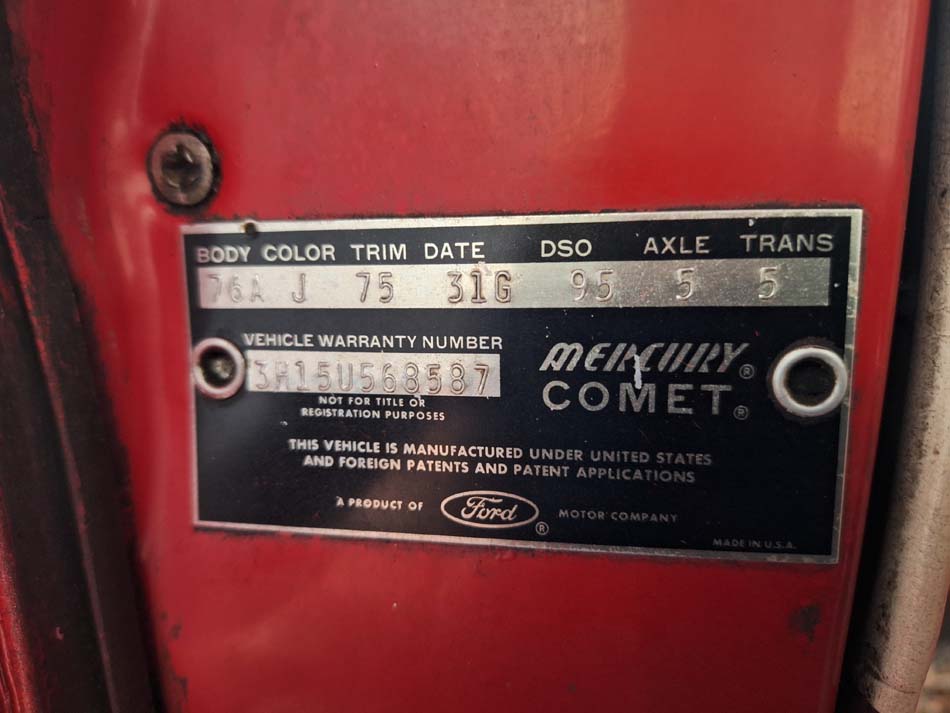 BODY COLOR TRIM DATE DSO AXLE TRANS
76A J 75 31G 95 5 5
VEHICLE WARRANTY NUMBER
3H15U568587
NOT FOR TITLE OR
REGISTRATION PURPOSES
MERCURY®
COMET®
THIS VEHICLE IS MANUFACTURED UNDER UNITED STATES
AND FOREIGN PATENTS AND PATENT APPLICATIONS
A PRODUCT OF Ford® MOTOR COMPANY
MADE IN U.S.A.